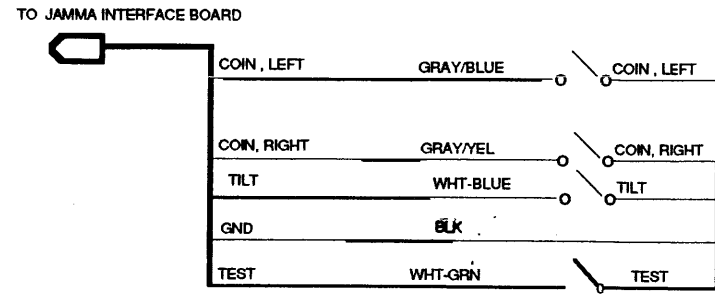 TO JAMMA INTERFACE BOARD
COIN , LEFT GRAY/BLUE COIN , LEFT
COIN, RIGHT GRAY/YEL COIN, RIGHT
TILT WHT-BLUE TILT
GND BLK
TEST WHT-GRN TEST